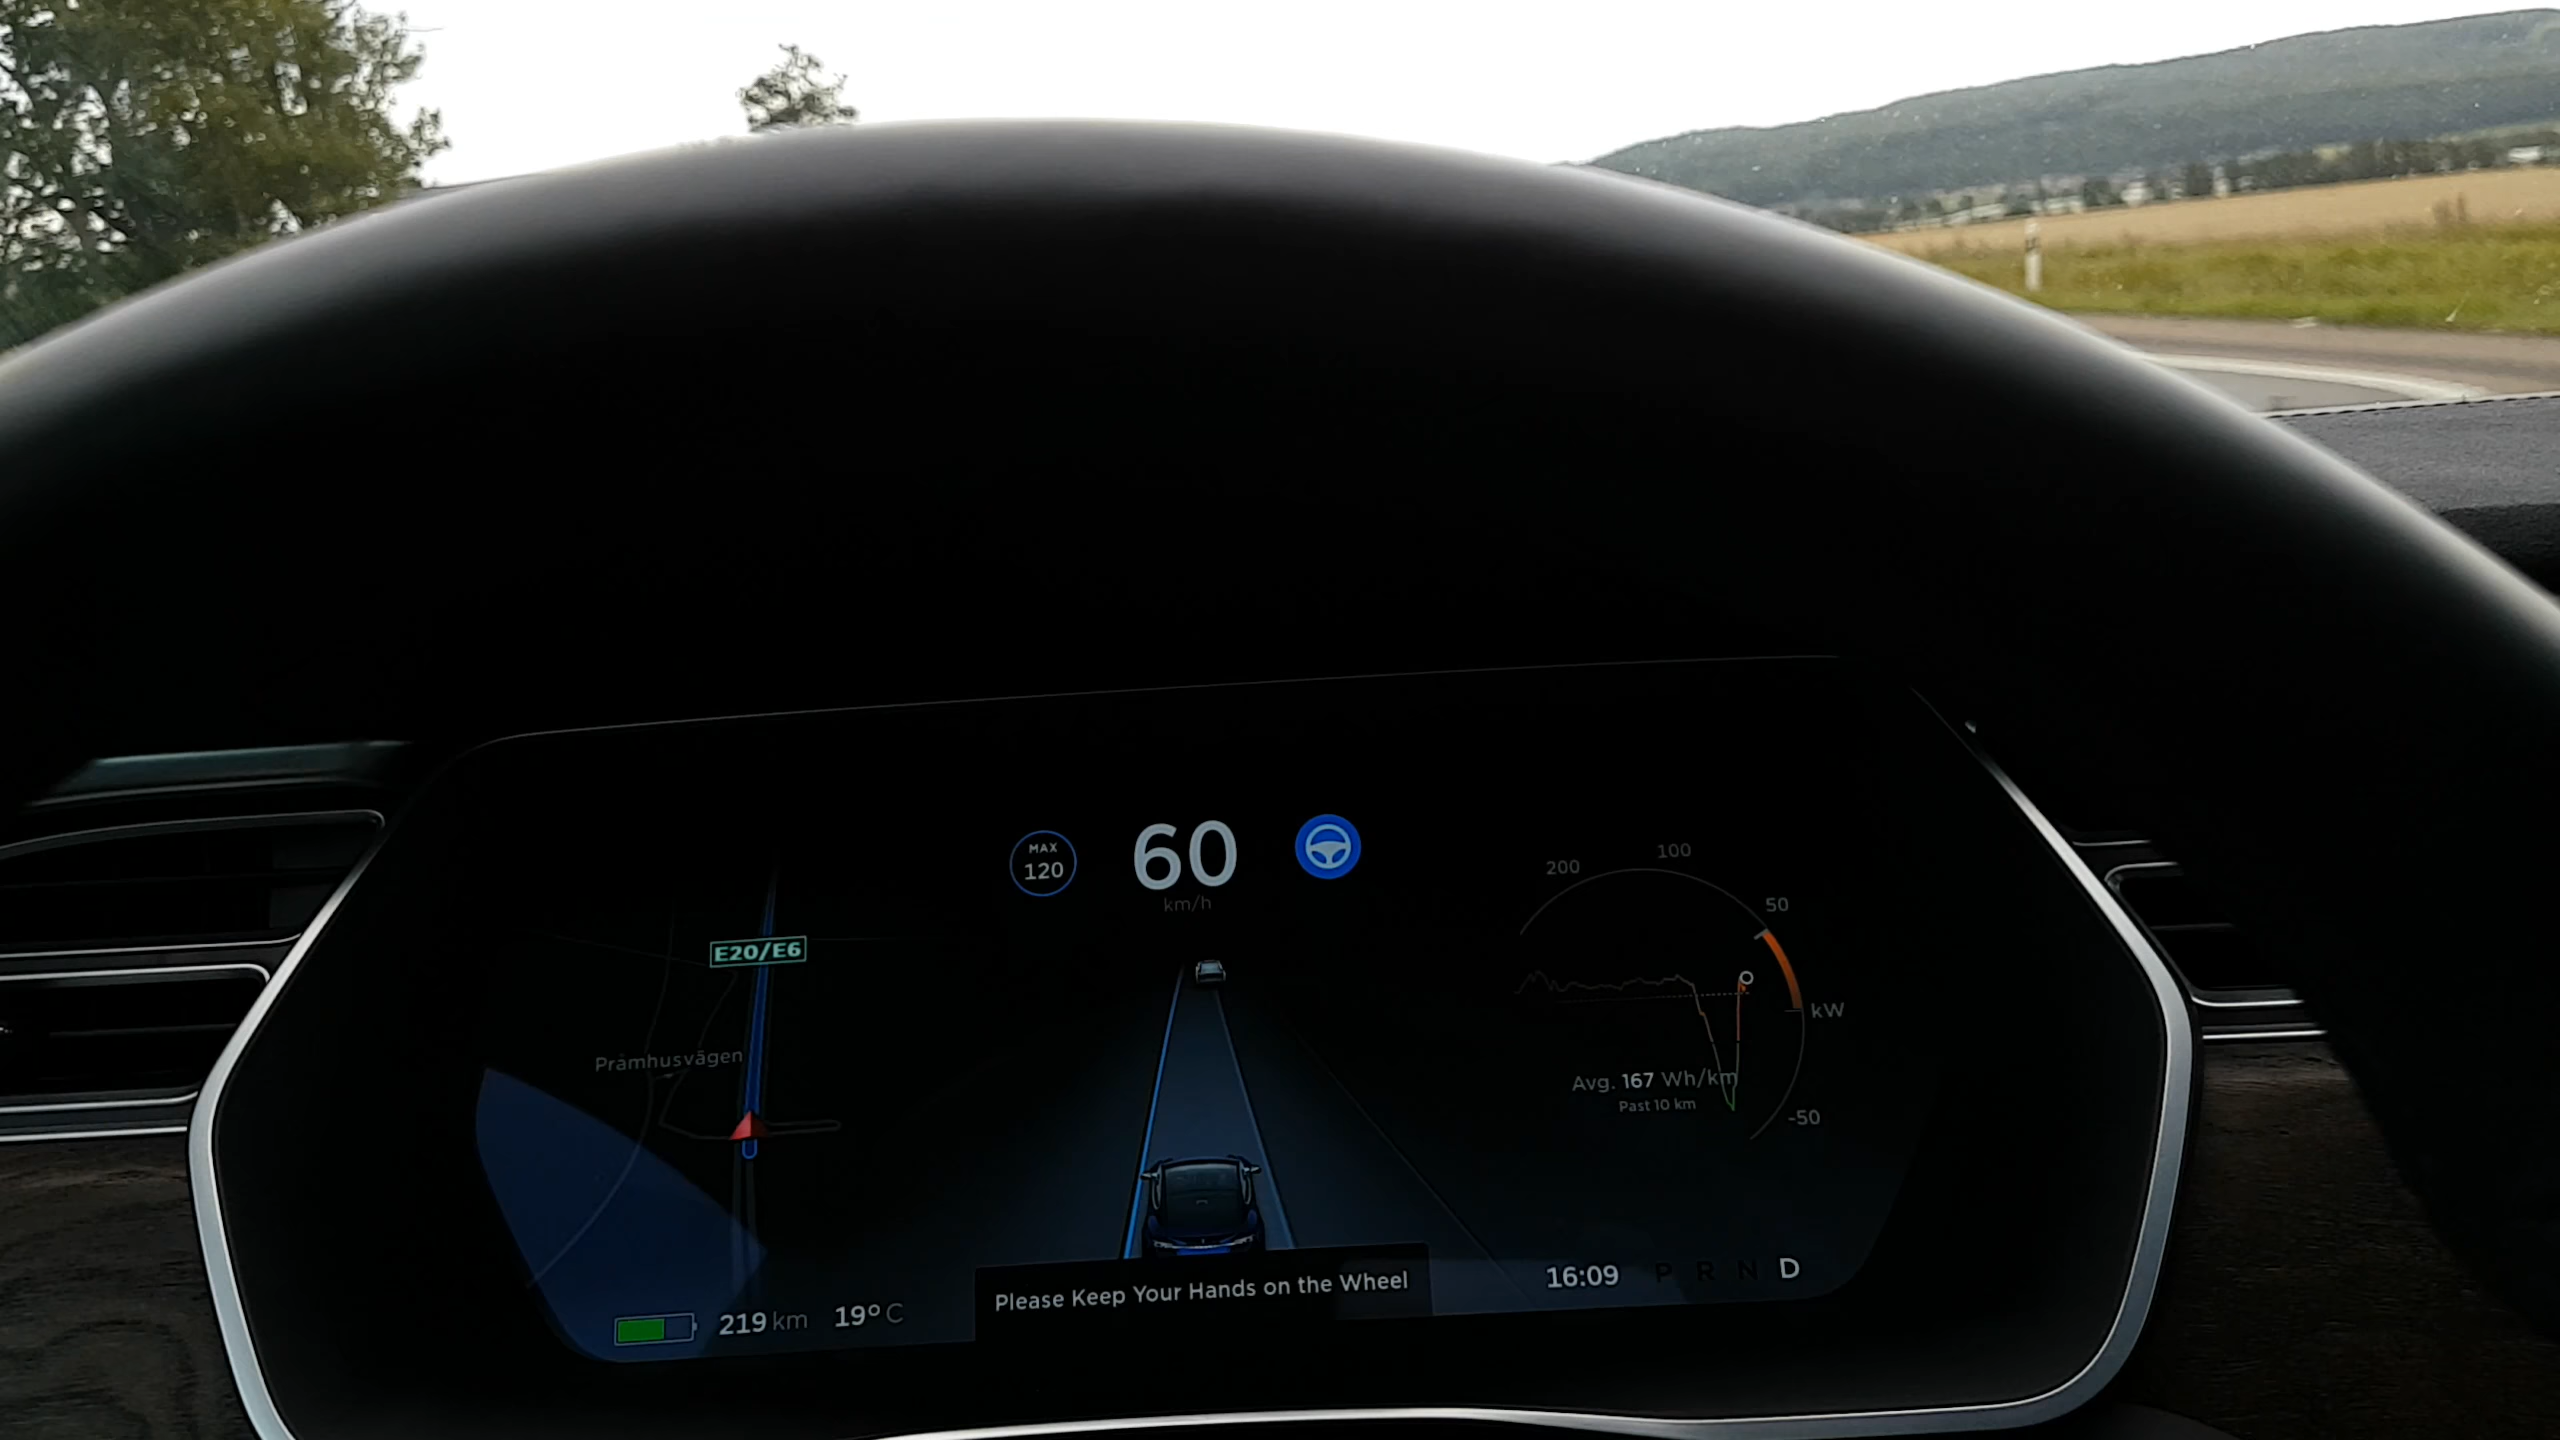 MAX
120
60
km/h
E20/E6
Pråmhusvägen
200
100
50
kW
-50
Avg. 167 Wh/km
Past 10 km
Please Keep Your Hands on the Wheel
219 km 19° C
16:09 P R N D